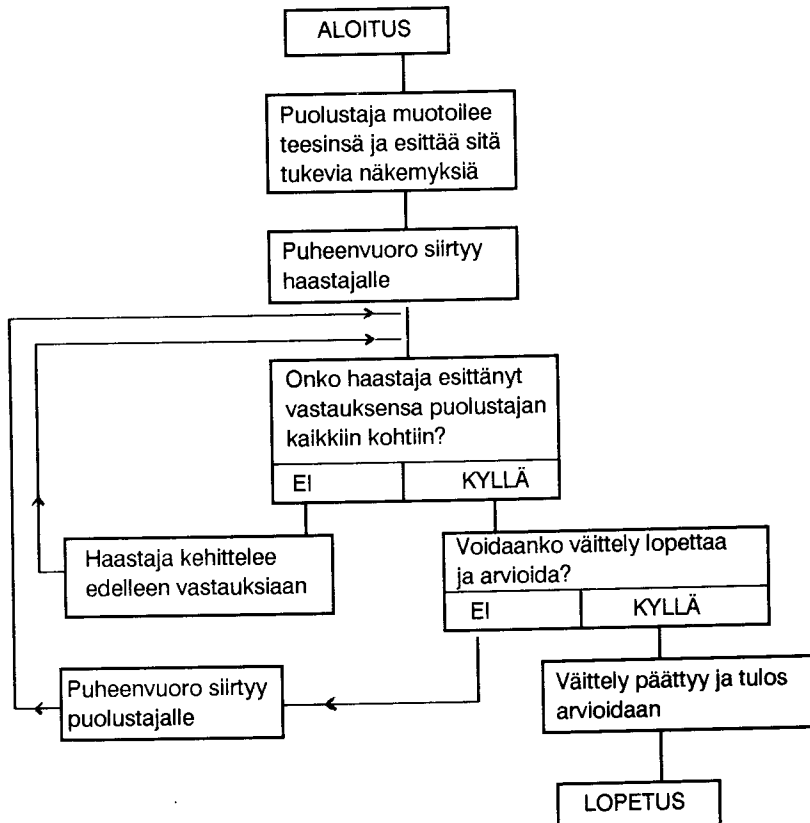 ALOITUS
Puolustaja muotoilee
teesinsä ja esittää sitä
tukevia näkemyksiä
Puheenvuoro siirtyy
haastajalle
Onko haastaja esittänyt
vastauksensa puolustajan
kaikkiin kohtiin?
EI
KYLLÄ
Haastaja kehittelee
edelleen vastauksiaan
Voidaanko väittely lopettaa
ja arvioida?
EI
KYLLÄ
Puheenvuoro siirtyy
puolustajalle
Väittely päättyy ja tulos
arvioidaan
LOPETUS